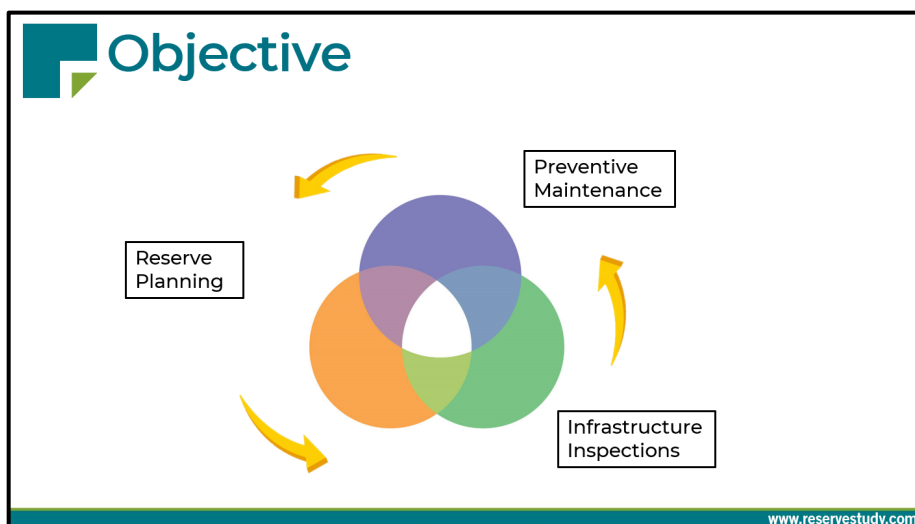 Objective
Preventive
Maintenance
Reserve
Planning
Infrastructure
Inspections
www.reservestudy.com